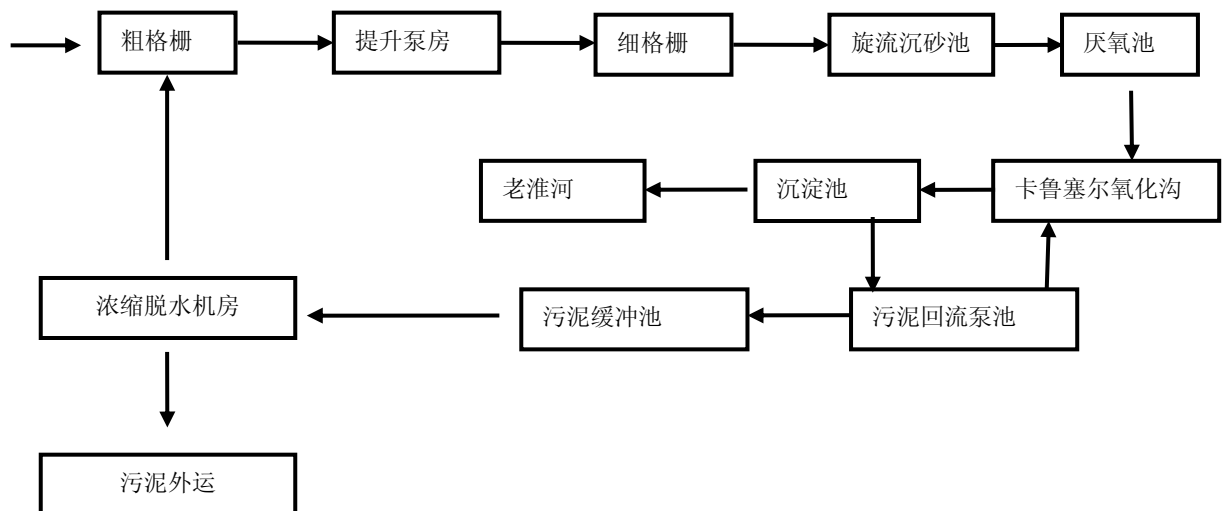 粗格栅
提升泵房
细格栅
旋流沉砂池
厌氧池
老淮河
沉淀池
卡鲁塞尔氧化沟
浓缩脱水机房
污泥缓冲池
污泥回流泵池
污泥外运